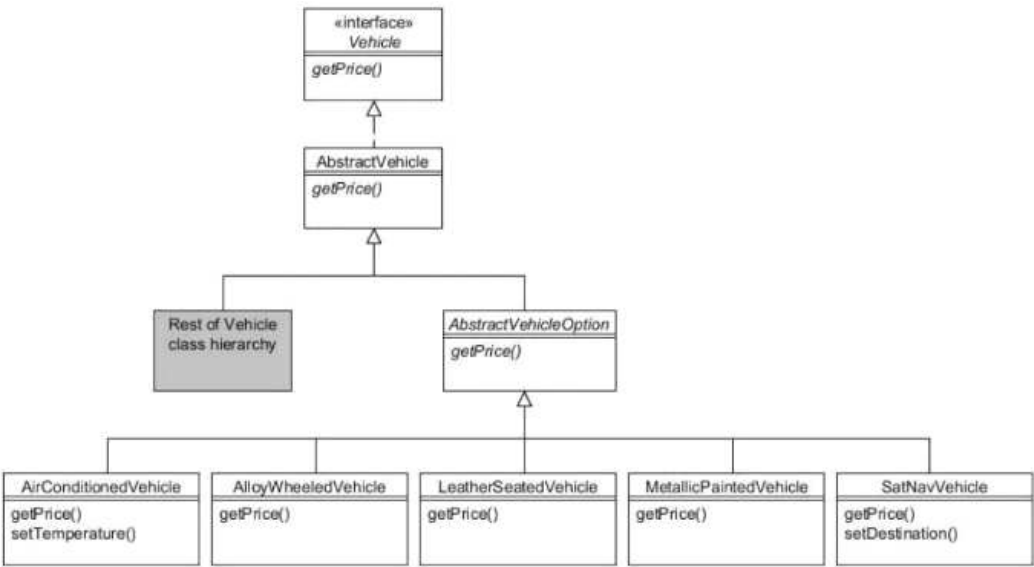 «interface»
Vehicle
getPrice()
AbstractVehicle
getPrice()
Rest of Vehicle
class hierarchy
AbstractVehicleOption
getPrice()
AirConditionedVehicle
getPrice()
setTemperature()
AlloyWheeledVehicle
getPrice()
LeatherSeatedVehicle
getPrice()
MetallicPaintedVehicle
getPrice()
SatNavVehicle
getPrice()
setDestination()